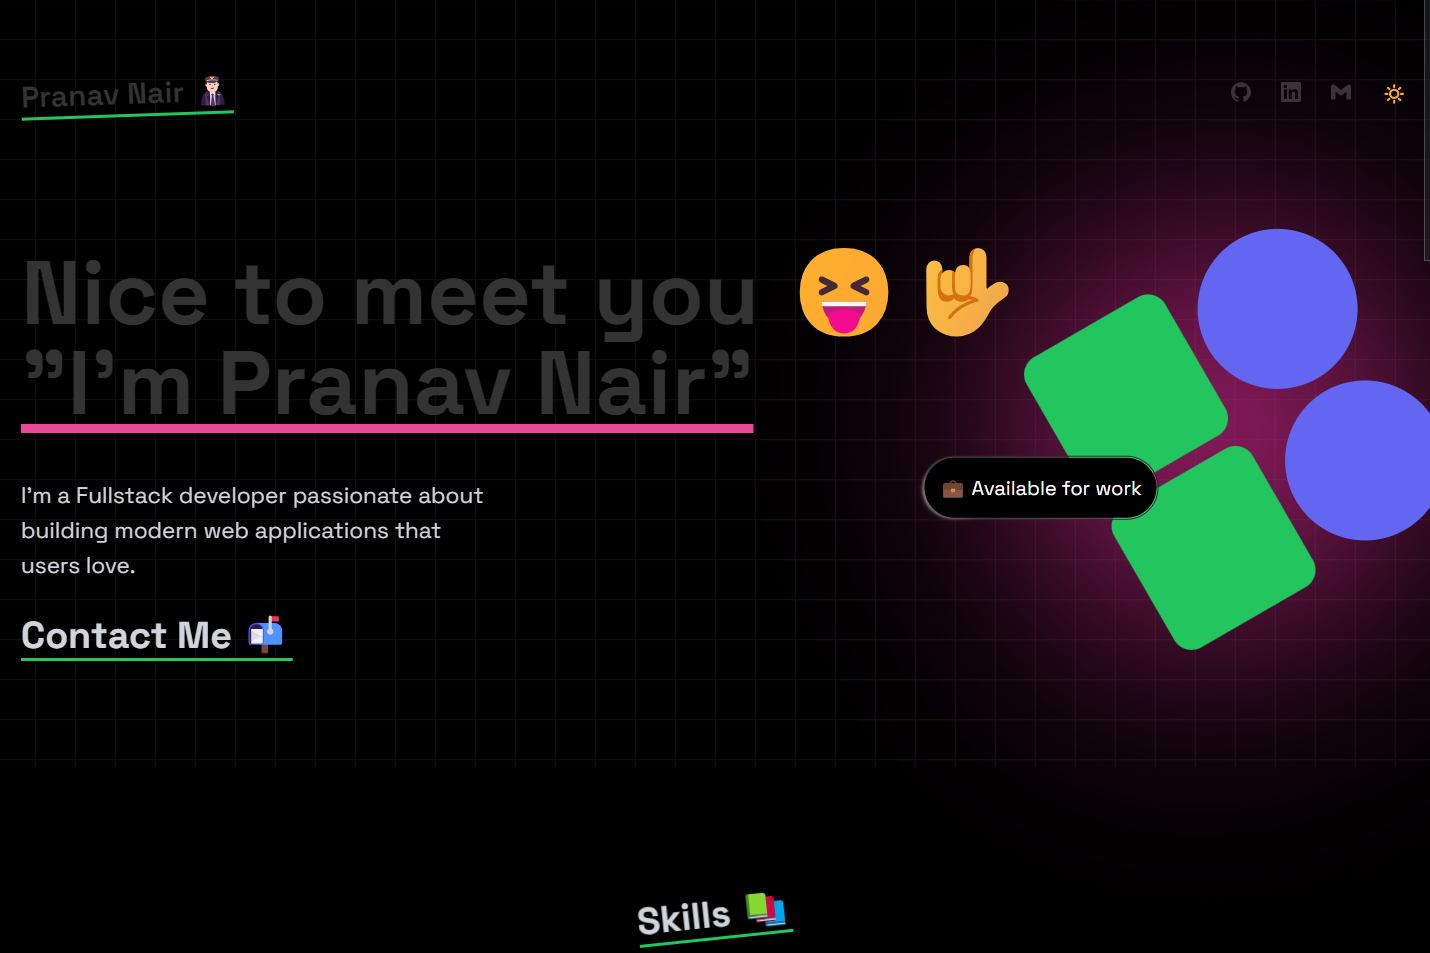 Pranav Nair
Nice to meet you
”I’m Pranav Nair”
I’m a Fullstack developer passionate about
building modern web applications that
users love.
Available for work
Contact Me
Skills